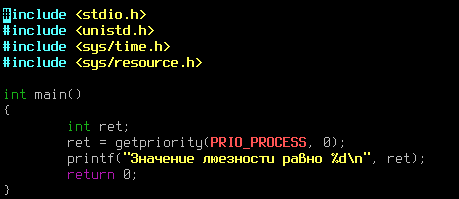 #include <stdio.h>
#include <unistd.h>
#include <sys/time.h>
#include <sys/resource.h>
int main()
{
int ret;
ret = getpriority(PRIO_PROCESS, 0);
printf("Значение люезности равно %d\n", ret);
return 0;
}